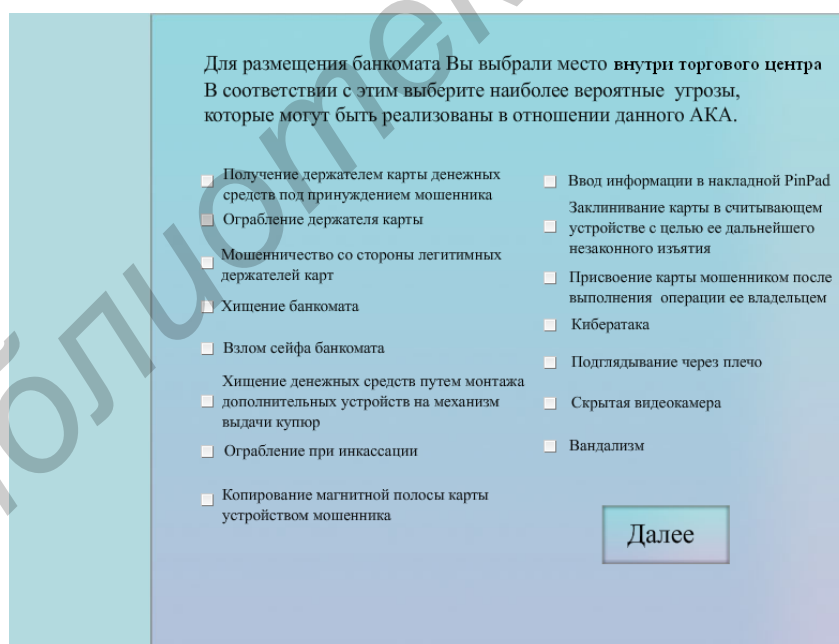 Для размещения банкомата Вы выбрали место внутри торгового центра
В соответствии с этим выберите наиболее вероятные угрозы,
которые могут быть реализованы в отношении данного АКА.
Получение держателем карты денежных
средств под принуждением мошенника
Ограбление держателя карты
Мошенничество со стороны легитимных
держателей карт
Хищение банкомата
Взлом сейфа банкомата
Хищение денежных средств путем монтажа
дополнительных устройств на механизм
выдачи купюр
Ограбление при инкассации
Копирование магнитной полосы карты
устройством мошенника
Ввод информации в накладной PinPad
Заклинивание карты в считывающем
устройстве с целью ее дальнейшего
незаконного изъятия
Присвоение карты мошенником после
выполнения операции ее владельцем
Кибератака
Подглядывание через плечо
Скрытая видеокамера
Вандализм
Далее